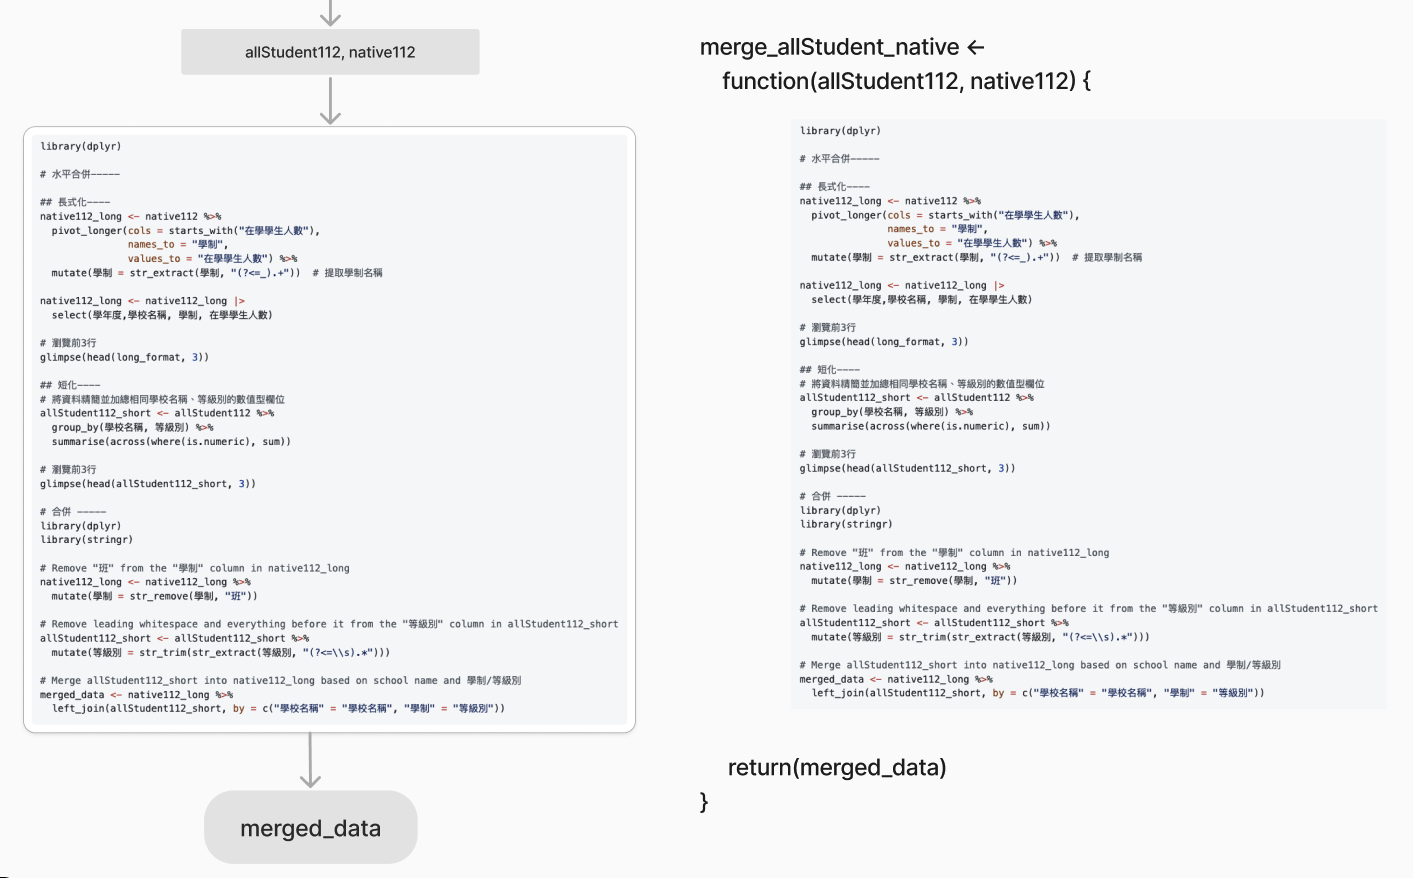 allStudent112, native112
library(dplyr)
# 水平合併-----
## 長式化----
native112_long <- native112 %>%
  pivot_longer(cols = starts_with("在學學生人數"),
               names_to = "學制",
               values_to = "在學學生人數") %>%
  mutate(學制 = str_extract(學制, "(?<=_).+"))  # 提取學制名稱
native112_long <- native112_long |>
  select(學年度,學校名稱, 學制, 在學學生人數)
# 瀏覽前3行
glimpse(head(long_format, 3))
## 短化----
# 將資料精簡並加總相同學校名稱、等級別的數值型欄位
allStudent112_short <- allStudent112 %>%
  group_by(學校名稱, 等級別) %>%
  summarise(across(where(is.numeric), sum))
# 瀏覽前3行
glimpse(head(allStudent112_short, 3))
# 合併 -----
library(dplyr)
library(stringr)
# Remove "班" from the "學制" column in native112_long
native112_long <- native112_long %>%
  mutate(學制 = str_remove(學制, "班"))
# Remove leading whitespace and everything before it from the "等級別" column in allStudent112_short
allStudent112_short <- allStudent112_short %>%
  mutate(等級別 = str_trim(str_extract(等級別, "(?<=\\s).*")))
# Merge allStudent112_short into native112_long based on school name and 學制/等級別
merged_data <- native112_long %>%
  left_join(allStudent112_short, by = c("學校名稱" = "學校名稱", "學制" = "等級別"))
merged_data
merge_allStudent_native ←
  function(allStudent112, native112) {
library(dplyr)
# 水平合併-----
## 長式化----
native112_long <- native112 %>%
  pivot_longer(cols = starts_with("在學學生人數"),
               names_to = "學制",
               values_to = "在學學生人數") %>%
  mutate(學制 = str_extract(學制, "(?<=_).+"))  # 提取學制名稱
native112_long <- native112_long |>
  select(學年度,學校名稱, 學制, 在學學生人數)
# 瀏覽前3行
glimpse(head(long_format, 3))
## 短化----
# 將資料精簡並加總相同學校名稱、等級別的數值型欄位
allStudent112_short <- allStudent112 %>%
  group_by(學校名稱, 等級別) %>%
  summarise(across(where(is.numeric), sum))
# 瀏覽前3行
glimpse(head(allStudent112_short, 3))
# 合併 -----
library(dplyr)
library(stringr)
# Remove "班" from the "學制" column in native112_long
native112_long <- native112_long %>%
  mutate(學制 = str_remove(學制, "班"))
# Remove leading whitespace and everything before it from the "等級別" column in allStudent112_short
allStudent112_short <- allStudent112_short %>%
  mutate(等級別 = str_trim(str_extract(等級別, "(?<=\\s).*")))
# Merge allStudent112_short into native112_long based on school name and 學制/等級別
merged_data <- native112_long %>%
  left_join(allStudent112_short, by = c("學校名稱" = "學校名稱", "學制" = "等級別"))
return(merged_data)
}